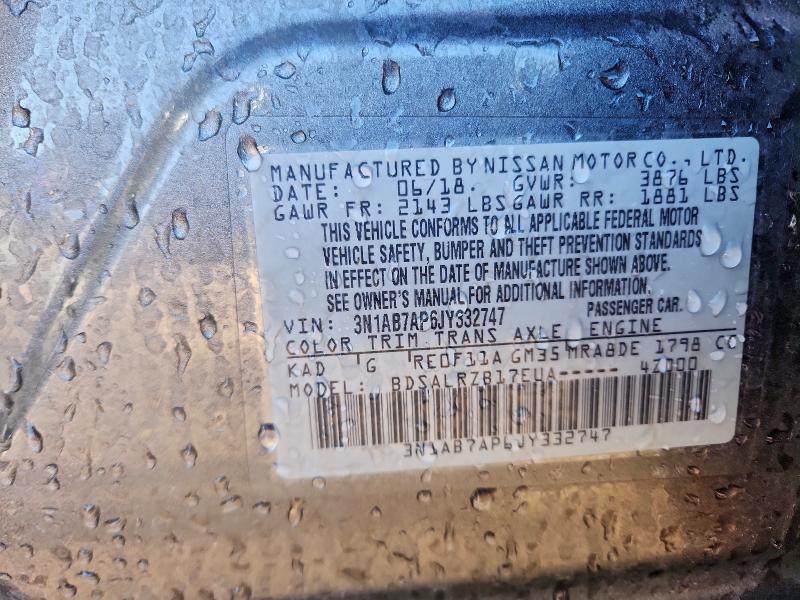 MANUFACTURED BY NISSAN MOTOR CO., LTD.
DATE: 06/18. GVWR: 3876 LBS
GAWR FR: 2143 LBS GAWR RR: 1881 LBS
THIS VEHICLE CONFORMS TO ALL APPLICABLE FEDERAL MOTOR
VEHICLE SAFETY, BUMPER AND THEFT PREVENTION STANDARDS
IN EFFECT ON THE DATE OF MANUFACTURE SHOWN ABOVE.
SEE OWNER'S MANUAL FOR ADDITIONAL INFORMATION.
VIN: 3N1AB7AP6JY332747 PASSENGER CAR.
COLOR TRIM TRANS AXLE ENGINE
KAD G RE0F11A GM35 MRA8DE 1798 CC
MODEL: BDSALRZB17EUA----- 4Z000
3N1AB7AP6JY332747